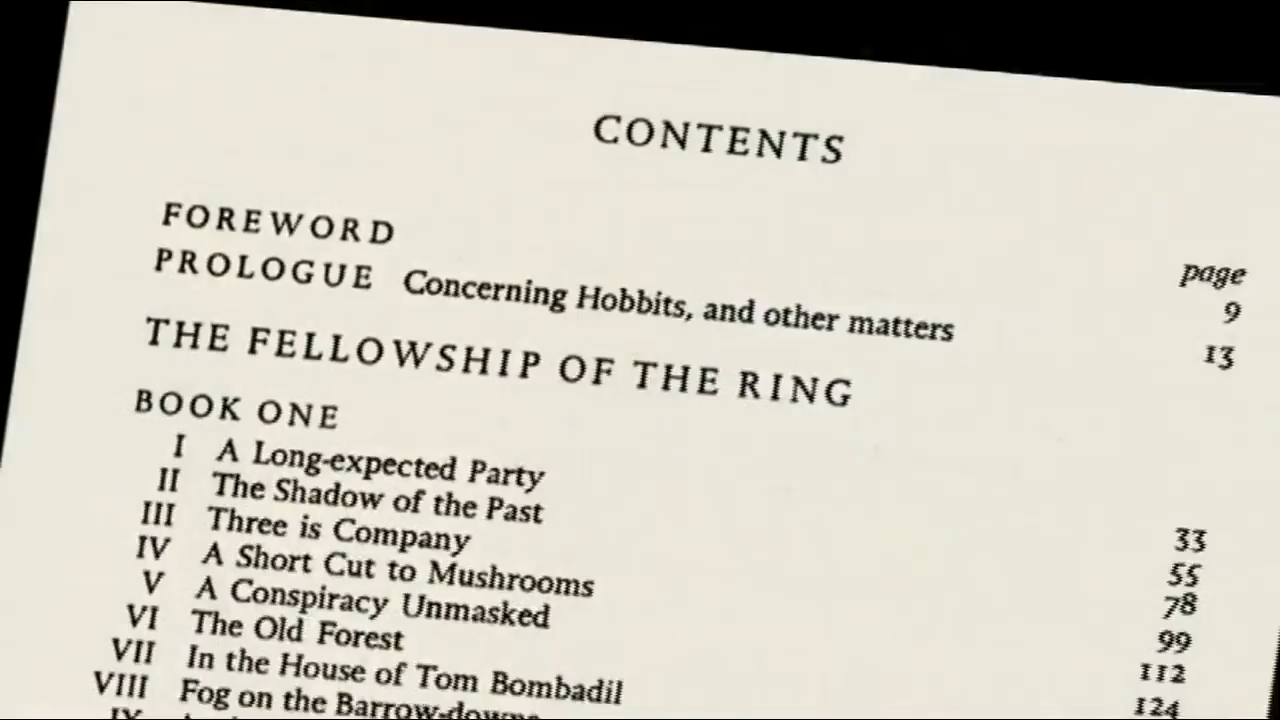 CONTENTS
page
FOREWORD 9
PROLOGUE Concerning Hobbits, and other matters 13
THE FELLOWSHIP OF THE RING
BOOK ONE
I A Long-expected Party 33
II The Shadow of the Past 55
III Three is Company 78
IV A Short Cut to Mushrooms 99
V A Conspiracy Unmasked 112
VI The Old Forest 124
VII In the House of Tom Bombadil
VIII Fog on the Barrow-downs
IX